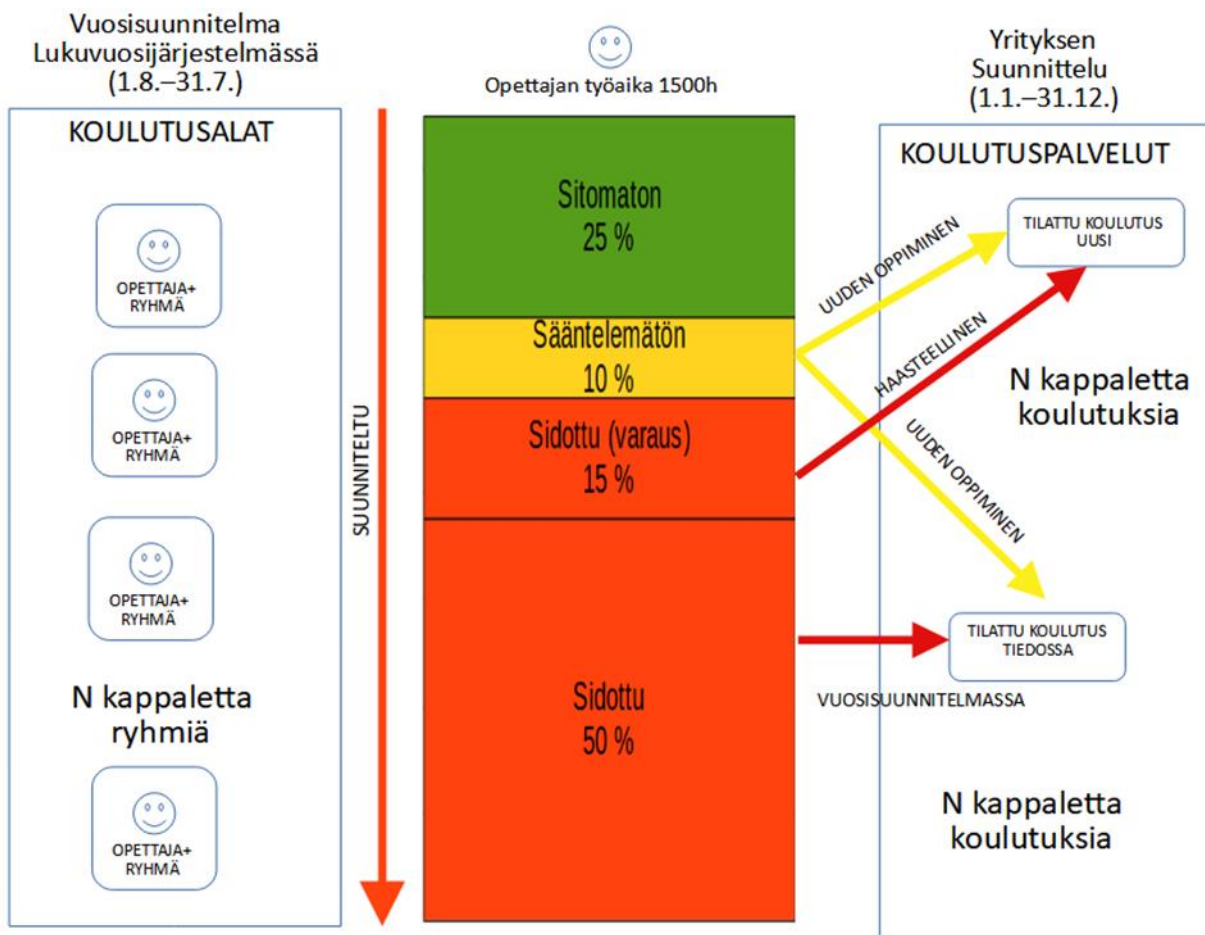 Vuosisuunnitelma
Lukuvuosijärjestelmässä
(1.8.–31.7.)
KOULUTUSALAT
OPETTAJA+
RYHMÄ
OPETTAJA+
RYHMÄ
OPETTAJA+
RYHMÄ
N kappaletta
ryhmiä
OPETTAJA+
RYHMÄ
SUUNNITELTU
Opettajan työaika 1500h
Sitomaton
25 %
Sääntelemätön
10 %
Sidottu (varaus)
15 %
Sidottu
50 %
UUDEN OPPIMINEN
HAASTEELLINEN
UUDEN OPPIMINEN
VUOSISUUNNITELMASSA
Yrityksen
Suunnittelu
(1.1.–31.12.)
KOULUTUSPALVELUT
TILATTU KOULUTUS
UUSI
N kappaletta
koulutuksia
TILATTU KOULUTUS
TIEDOSSA
N kappaletta
koulutuksia